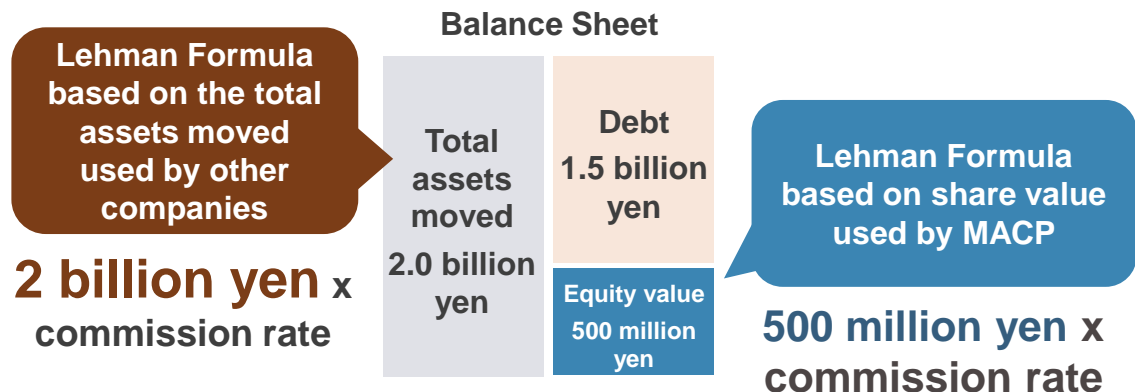 Balance Sheet
Lehman Formula
based on the total
assets moved
used by other
companies
2 billion yen x
commission rate
Total
assets
moved
2.0 billion
yen
Debt
1.5 billion
yen
Equity value
500 million
yen
Lehman Formula
based on share value
used by MACP
500 million yen x
commission rate